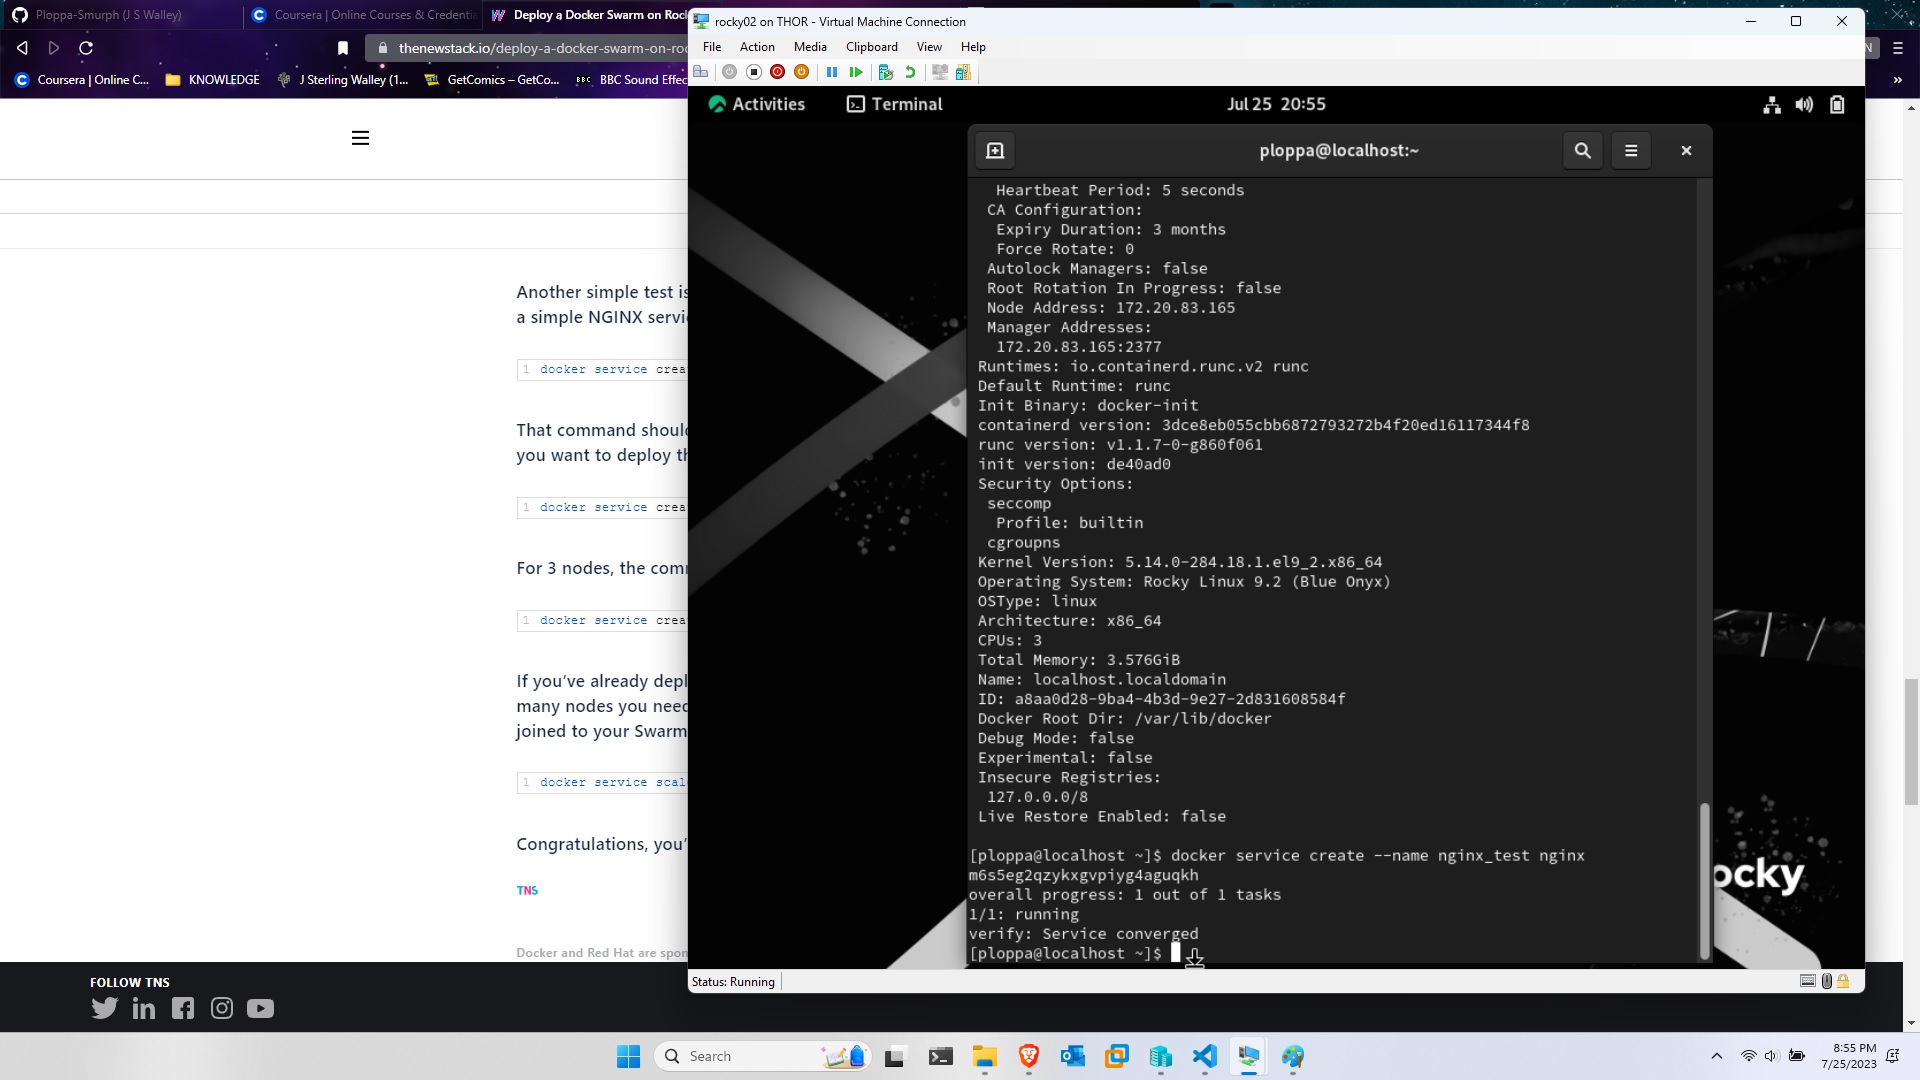 Ploppa-Smurph (J S Walley)
Coursera | Online Courses & Credentia
Deploy a Docker Swarm on Rock
thenewstack.io/deploy-a-docker-swarm-on-roc
Coursera | Online C...
KNOWLEDGE
J Sterling Walley (1...
GetComics – GetCo...
BBC Sound Effec
Another simple test is
a simple NGINX servi
1 docker service crea
That command should
you want to deploy th
1 docker service crea
For 3 nodes, the comm
1 docker service crea
If you’ve already depl
many nodes you need
joined to your Swarm
1 docker service scal
Congratulations, you’
TNS
Docker and Red Hat are spon
FOLLOW TNS
rocky02 on THOR - Virtual Machine Connection
File Action Media Clipboard View Help
Activities
Terminal
Jul 25 20:55
ploppa@localhost:~
Heartbeat Period: 5 seconds
CA Configuration:
Expiry Duration: 3 months
Force Rotate: 0
Autolock Managers: false
Root Rotation In Progress: false
Node Address: 172.20.83.165
Manager Addresses:
172.20.83.165:2377
Runtimes: io.containerd.runc.v2 runc
Default Runtime: runc
Init Binary: docker-init
containerd version: 3dce8eb055cbb6872793272b4f20ed16117344f8
runc version: v1.1.7-0-g860f061
init version: de40ad0
Security Options:
seccomp
Profile: builtin
cgroupns
Kernel Version: 5.14.0-284.18.1.el9_2.x86_64
Operating System: Rocky Linux 9.2 (Blue Onyx)
OSType: linux
Architecture: x86_64
CPUs: 3
Total Memory: 3.576GiB
Name: localhost.localdomain
ID: a8aa0d28-9ba4-4b3d-9e27-2d831608584f
Docker Root Dir: /var/lib/docker
Debug Mode: false
Experimental: false
Insecure Registries:
127.0.0.0/8
Live Restore Enabled: false
[ploppa@localhost ~]$ docker service create --name nginx_test nginx
m6s5eg2qzykxgvpiyg4aguqkh
overall progress: 1 out of 1 tasks
1/1: running
verify: Service converged
[ploppa@localhost ~]$
ocky
Status: Running
Search
8:55 PM
7/25/2023